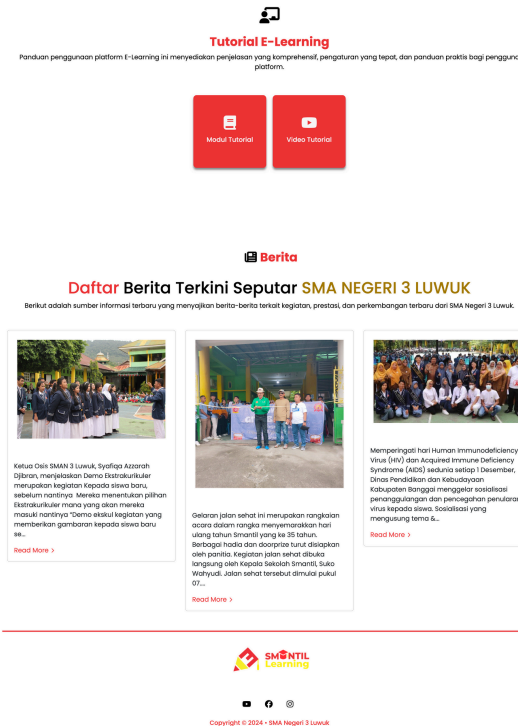 Tutorial E-Learning
Panduan penggunaan platform E-Learning ini menyediakan penjelasan yang komprehensif, pengaturan yang tepat, dan panduan praktis bagi
platform.
Modul Tutorial
Video Tutorial
Berita
Daftar Berita Terkini Seputar SMA NEGERI 3 LUWUK
Berikut adalah sumber informasi terbaru yang menyajikan berita-berita terkait kegiatan, prestasi, dan perkembangan terbaru dari SMA Negeri 3 Luwuk.
Ketua Osis SMAN 3 Luwuk, Syafiqa Azzarah
Djibran, menjelaskan Demo Ekstrakurikuler
merupakan kegiatan Kepada siswa baru,
sebelum nantinya Mereka menentukan pilihan
Ekstrakurikuler mana yang akan mereka
masuki nantinya "Demo ekskul kegiatan yang
memberikan gambaran kepada siswa baru
se...
Read More >
Gelaran jalan sehat ini merupakan rangkaian
acara dalam rangka menyemarakkan hari
ulang tahun Smantil yang ke 35 tahun.
Berbagai hadia dan doorprize turut disiapkan
oleh panitia. Kegiatan jalan sehat dibuka
langsung oleh Kepala Sekolah Smantil, Suko
Wahyudi. Jalan sehat tersebut dimulai pukul
07....
Read More >
Memperingati hari Human Immunodeficiency
Virus (HIV) dan Acquired Immune Deficiency
Syndrome (AIDS) sedunia setiap 1 Desember,
Dinas Pendidikan dan Kebudayaan
Kabupaten Banggai menggelar sosialisasi
penanggulangan dan pencegahan penularan
virus kepada siswa. Sosialisasi yang
mengusung tema &...
Read More >
SMANTIL
Learning
Copyright © 2024 • SMA Negeri 3 Luwuk